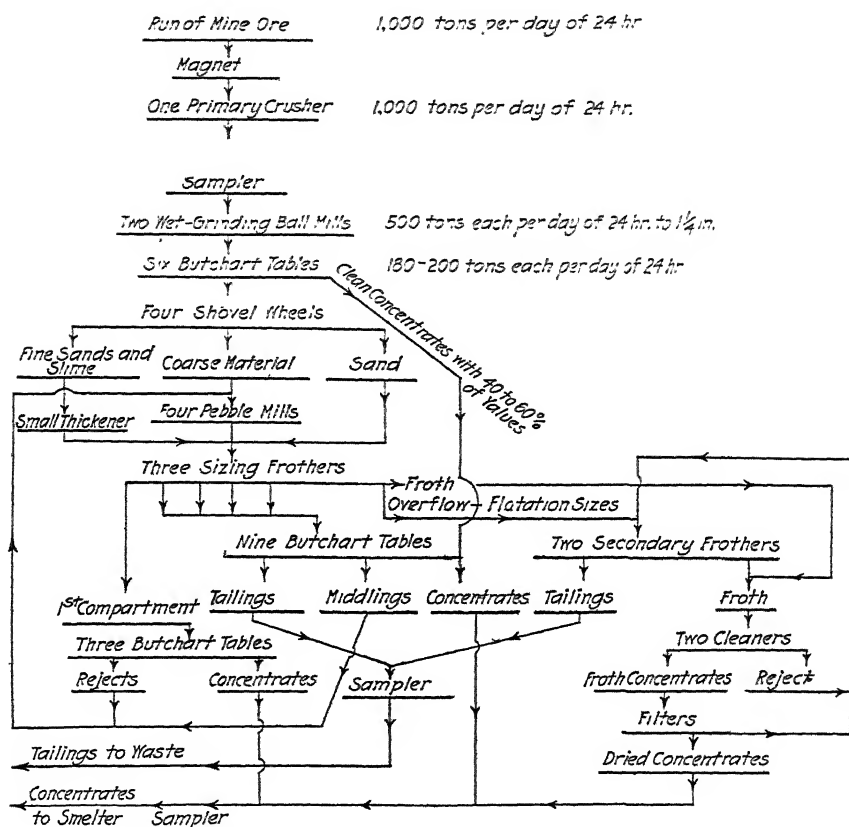 Run of Mine Ore 1,000 tons per day of 24 hr
Magnet
One Primary Crusher 1,000 tons per day of 24 hr.
Sampler
Two Wet-Grinding Ball Mills 500 tons each per day of 24 hr. to 1¼ in.
Six Butchart Tables 180-200 tons each per day of 24 hr
Clean Concentrates with 40 to 60%
of Values
Four Shovel Wheels
Fine Sands and
Slime
Coarse Material
Sand
Small Thickener
Four Pebble Mills
Three Sizing Frothers
Froth
Overflow - Flatation Sizes
Nine Butchart Tables
Two Secondary Frothers
1st Compartment
Tailings
Middlings
Concentrates
Tailings
Froth
Three Butchart Tables
Two Cleaners
Rejects
Concentrates
Sampler
Froth Concentrates
Reject
Filters
Tailings to Waste
Dried Concentrates
Concentrates
to Smelter Sampler